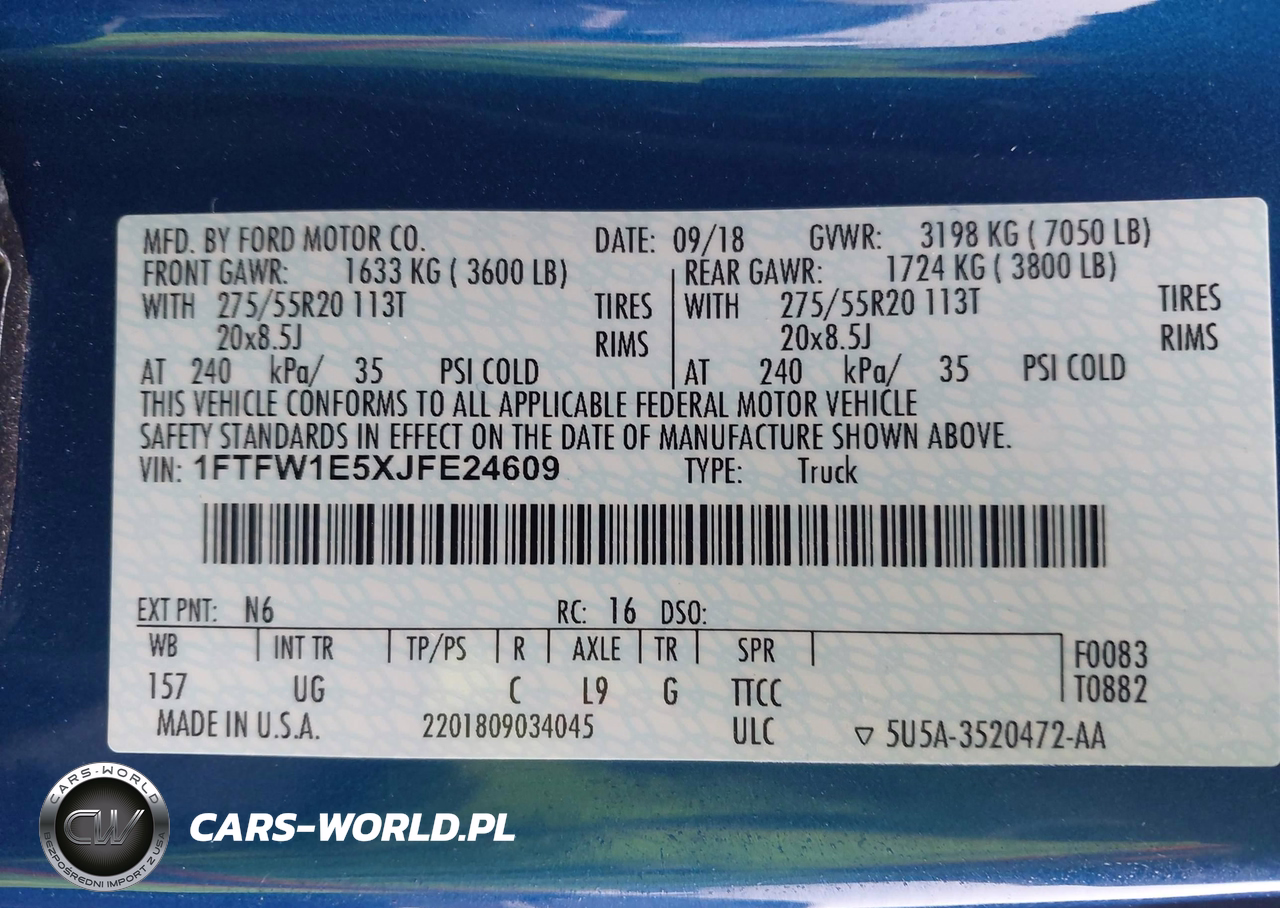 MFD. BY FORD MOTOR CO. DATE: 09/18 GVWR: 3198 KG ( 7050 LB)
FRONT GAWR: 1633 KG ( 3600 LB) REAR GAWR: 1724 KG ( 3800 LB)
WITH 275/55R20 113T TIRES WITH 275/55R20 113T TIRES
20x8.5J RIMS 20x8.5J RIMS
AT 240 kPa/ 35 PSI COLD AT 240 kPa/ 35 PSI COLD
THIS VEHICLE CONFORMS TO ALL APPLICABLE FEDERAL MOTOR VEHICLE
SAFETY STANDARDS IN EFFECT ON THE DATE OF MANUFACTURE SHOWN ABOVE.
VIN: 1FTFW1E5XJFE24609 TYPE: Truck
EXT PNT: N6 RC: 16 DSO:
WB INT TR TP/PS R AXLE TR SPR F0083
157 UG C L9 G TTCC T0882
MADE IN U.S.A. 2201809034045 ULC ▽ 5U5A-3520472-AA
CARS-WORLD
CW
BEZPOŚREDNI IMPORT Z USA
CARS-WORLD.PL